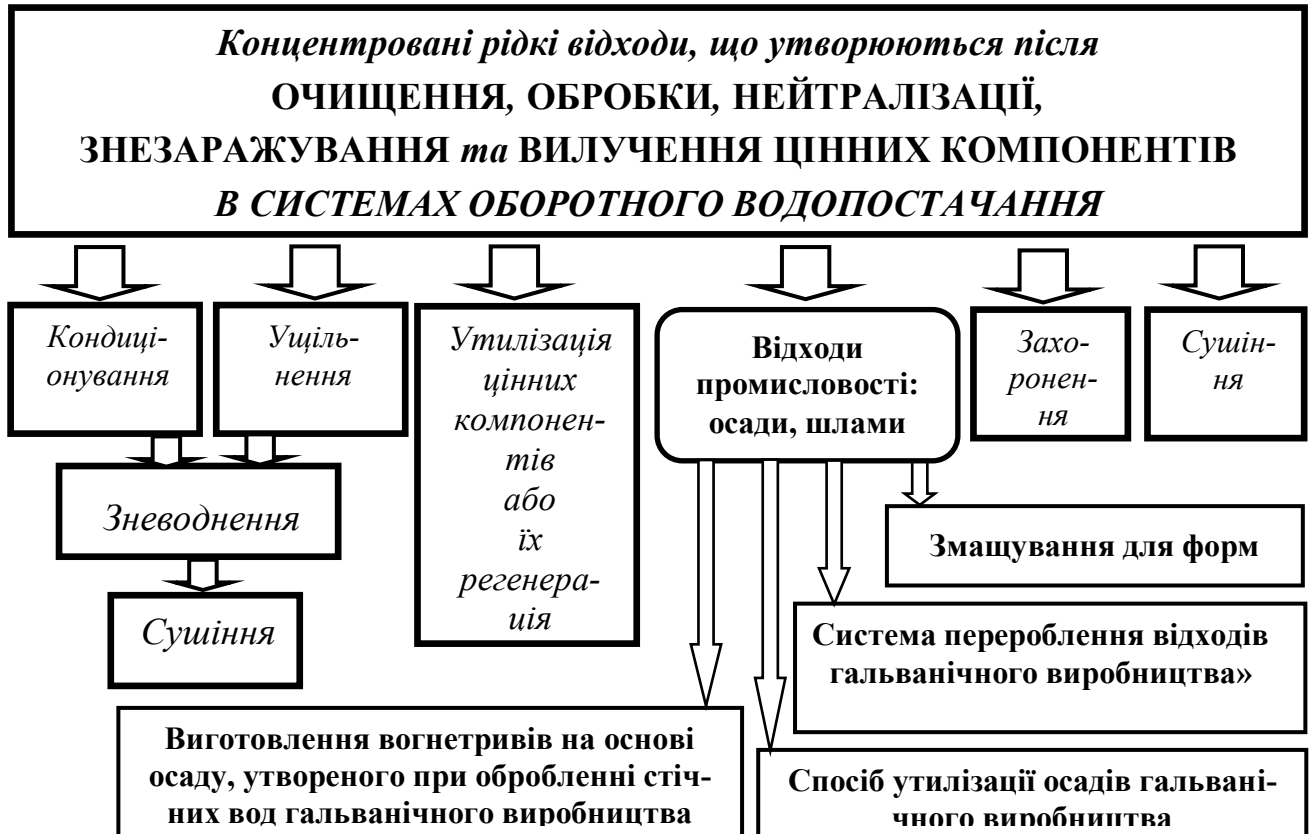 Концентровані рідкі відходи, що утворюються після
ОЧИЩЕННЯ, ОБРОБКИ, НЕЙТРАЛІЗАЦІЇ,
ЗНЕЗАРАЖУВАННЯ та ВИЛУЧЕННЯ ЦІННИХ КОМПОНЕНТІВ
В СИСТЕМАХ ОБОРОТНОГО ВОДОПОСТАЧАННЯ
Кондиці-
онування
Ущіль-
нення
Утилізація
цінних
компонен-
тів
або
їх
регенера-
ція
Відходи
промисловості:
осади, шлами
Захо-
ронен-
ня
Сушін-
ня
Зневоднення
Сушіння
Змащування для форм
Система перероблення відходів
гальванічного виробництва»
Виготовлення вогнетривів на основі
осаду, утвореного при обробленні стіч-
них вод гальванічного виробництва
Спосіб утилізації осадів гальвані-
чного виробництва